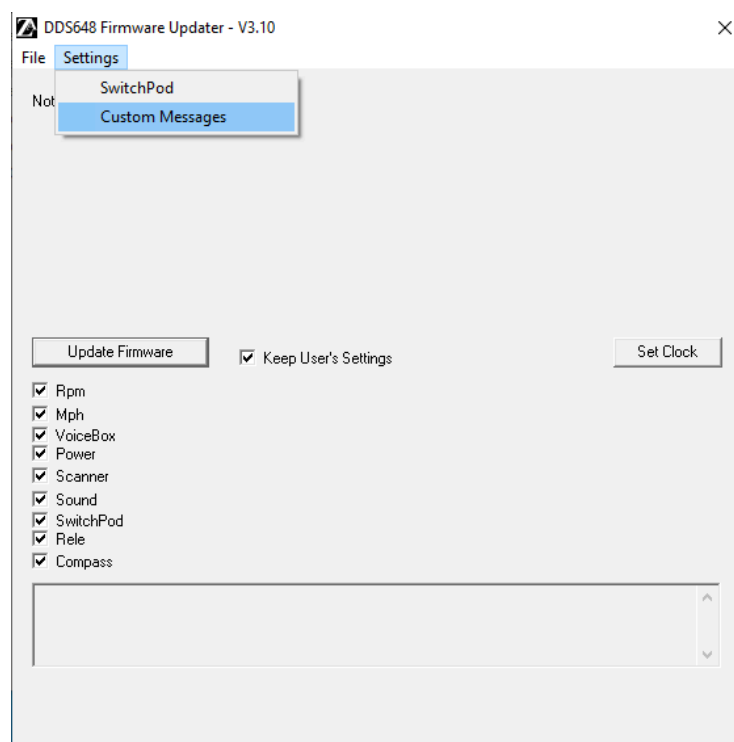 DDS648 Firmware Updater - V3.10
File Settings
SwitchPod
Not
Custom Messages
Update Firmware
Keep User's Settings
Set Clock
Rpm
Mph
VoiceBox
Power
Scanner
Sound
SwitchPod
Rele
Compass